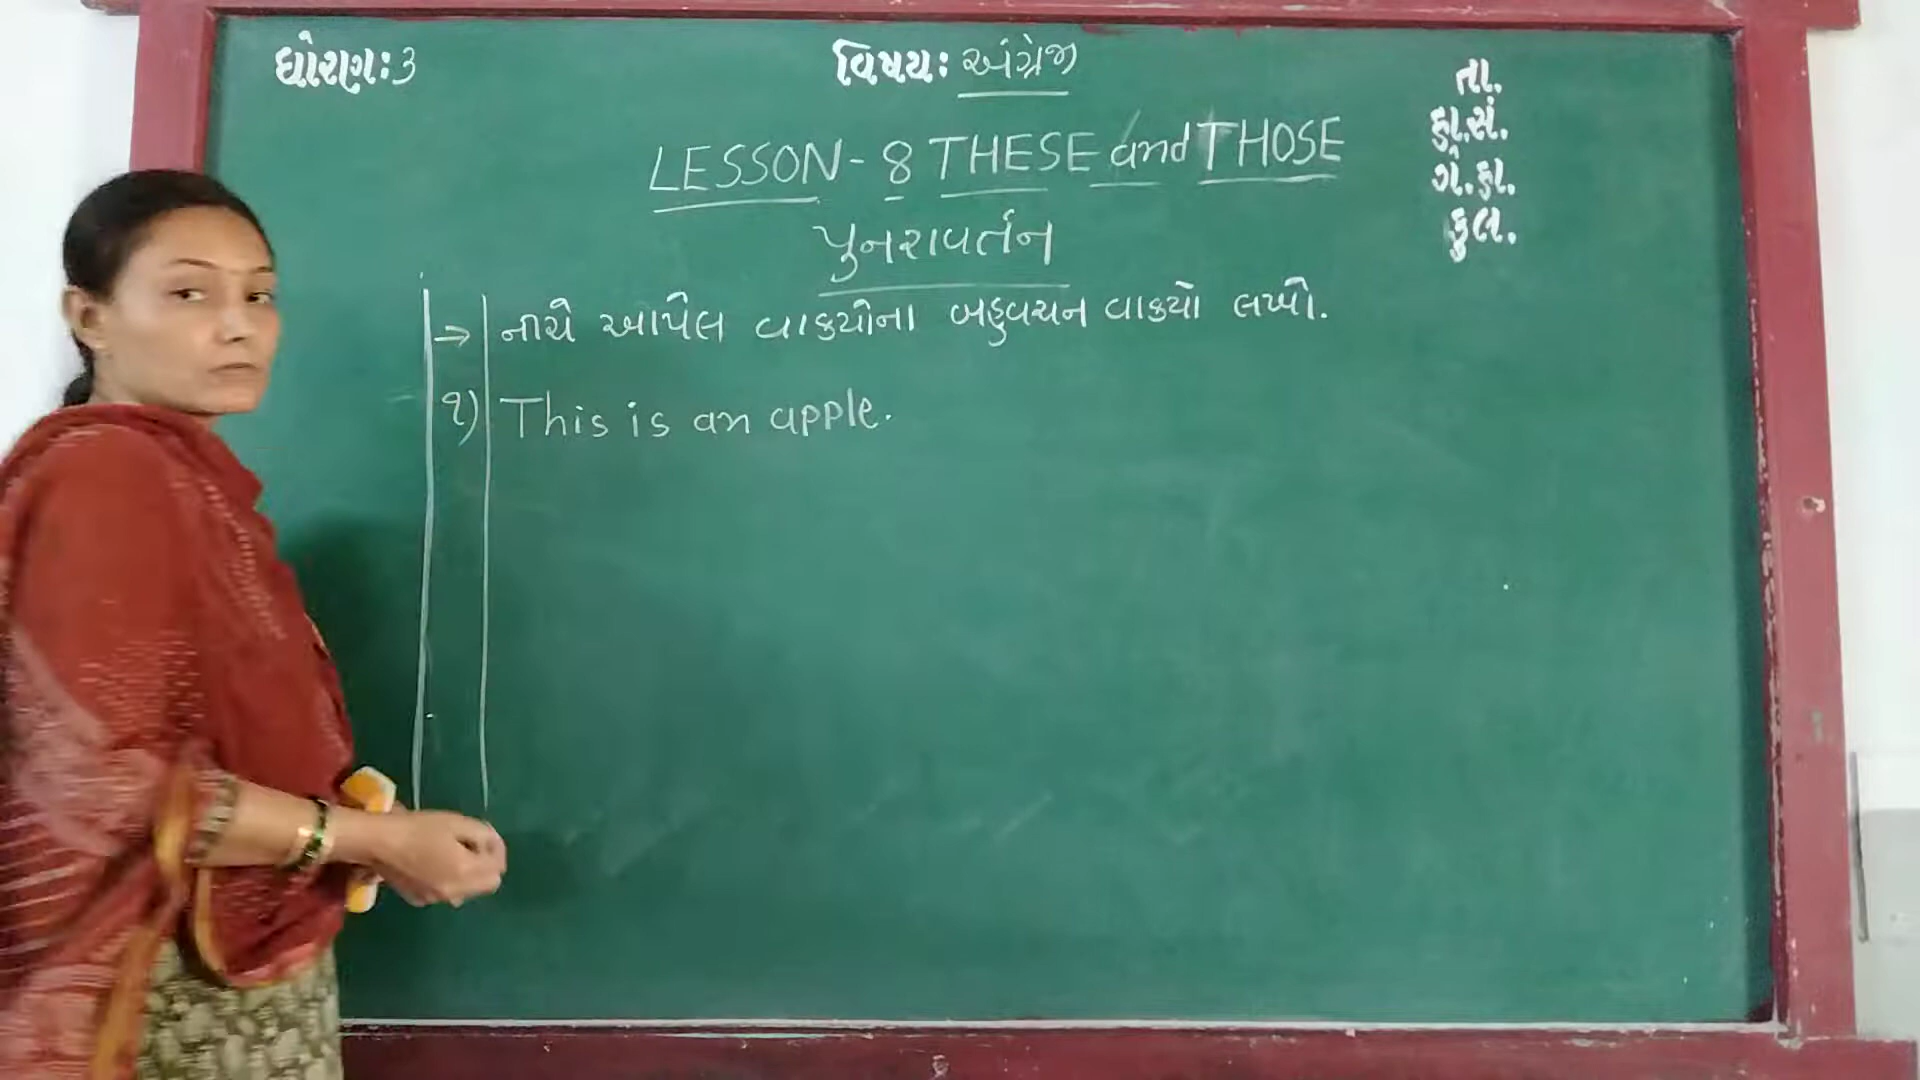 ધોરણઃ 3
વિષયઃ અંગ્રેજી
તા.
હા.સં.
ગે.હા.
કુલ.
LESSON - 8 THESE and THOSE
પુનરાવર્તન
→ નીચે આપેલ વાક્યોના બહુવચન વાક્યો લખો.
૧) This is an apple.